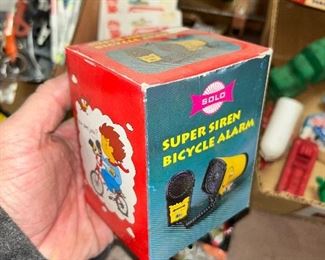 SOLO
SUPER SIREN
BICYCLE ALARM